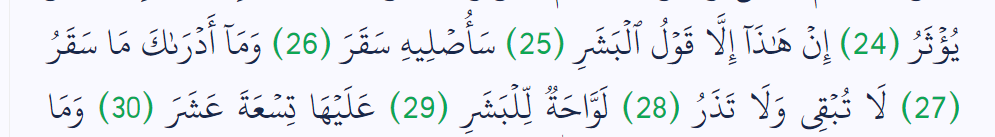 يُؤْثَرُ (24) إِنْ هَٰذَآ إِلَّا قَوْلُ ٱلْبَشَرِ (25) سَأُصْلِيهِ سَقَرَ (26) وَمَآ أَدْرَىٰكَ مَا سَقَرُ
(27) لَا تُبْقِى وَلَا تَذَرُ (28) لَوَّاحَةٌ لِّلْبَشَرِ (29) عَلَيْهَا تِسْعَةَ عَشَرَ (30) وَمَا